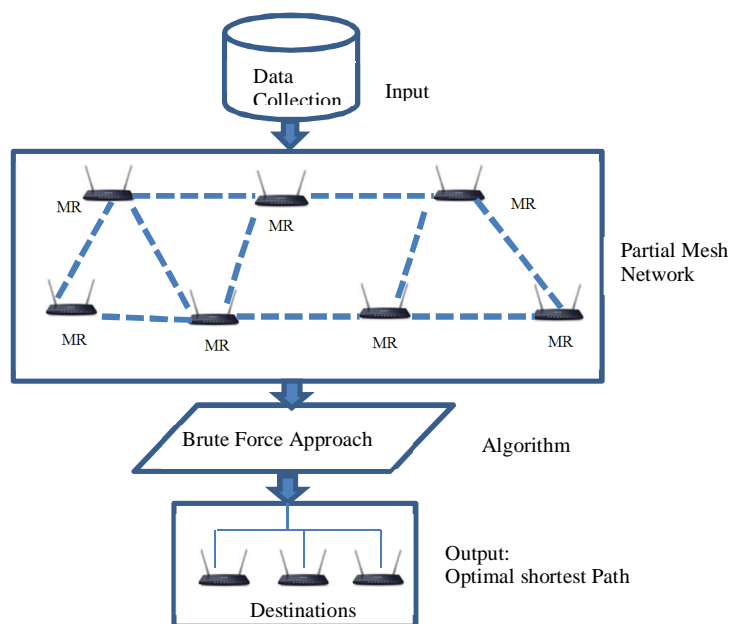 Data
Collection
Input
MR
MR
MR
Partial Mesh
Network
MR
MR
MR
MR
Brute Force Approach
Algorithm
Output:
Optimal shortest Path
Destinations